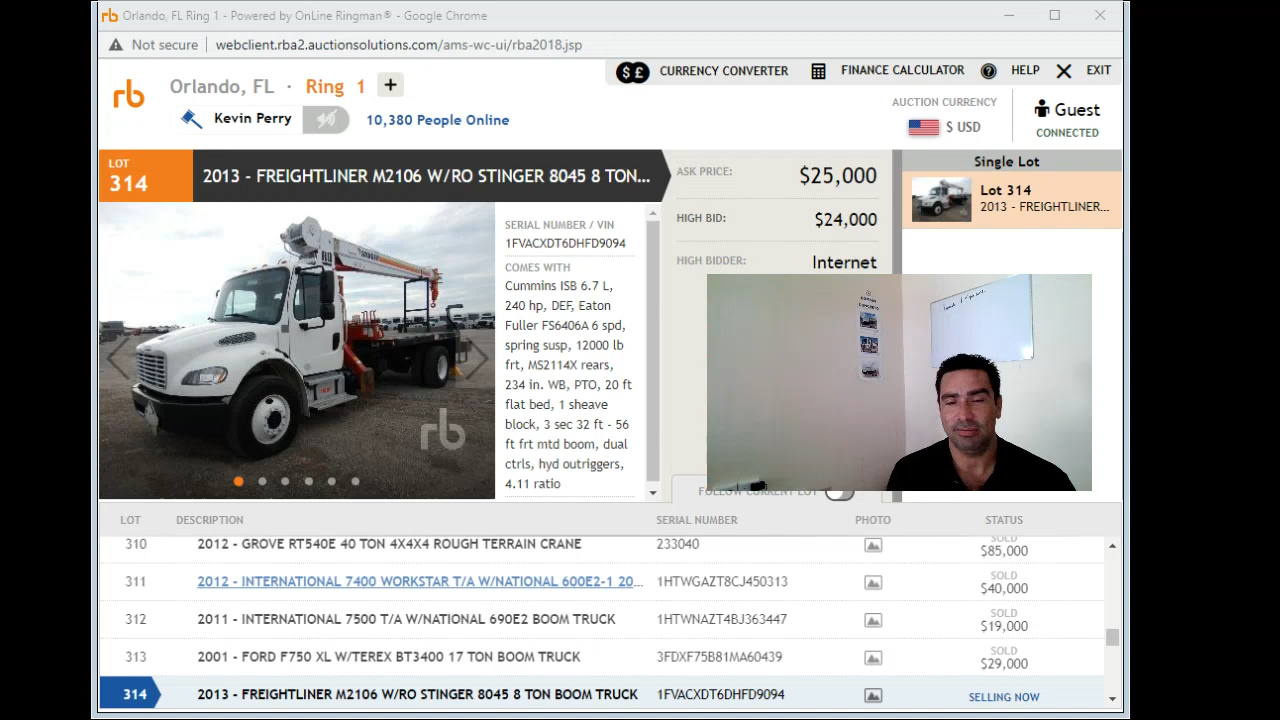 rb Orlando, FL Ring 1 - Powered by OnLine Ringman® - Google Chrome
Not secure | webclient.rba2.auctionsolutions.com/ams-wc-ui/rba2018.jsp
$ £ CURRENCY CONVERTER FINANCE CALCULATOR ? HELP EXIT
rb Orlando, FL · Ring 1 +
AUCTION CURRENCY
$ USD
Guest
CONNECTED
Kevin Perry 10,380 People Online
LOT
314
2013 - FREIGHTLINER M2106 W/RO STINGER 8045 8 TON...
ASK PRICE: $25,000
HIGH BID: $24,000
HIGH BIDDER: Internet
Single Lot
Lot 314
2013 - FREIGHTLINER...
SERIAL NUMBER / VIN
1FVACXDT6DHFD9094
COMES WITH
Cummins ISB 6.7 L,
240 hp, DEF, Eaton
Fuller FS6406A 6 spd,
spring susp, 12000 lb
frt, MS2114X rears,
234 in. WB, PTO, 20 ft
flat bed, 1 sheave
block, 3 sec 32 ft - 56
ft frt mtd boom, dual
ctrls, hyd outriggers,
4.11 ratio
rb
FOLLOW CURRENT LOT
LOT DESCRIPTION SERIAL NUMBER PHOTO STATUS
310 2012 - GROVE RT540E 40 TON 4X4X4 ROUGH TERRAIN CRANE 233040 SOLD
$85,000
311 2012 - INTERNATIONAL 7400 WORKSTAR T/A W/NATIONAL 600E2-1 20... 1HTWGAZT8CJ450313 SOLD
$40,000
312 2011 - INTERNATIONAL 7500 T/A W/NATIONAL 690E2 BOOM TRUCK 1HTWNAZT4BJ363447 SOLD
$19,000
313 2001 - FORD F750 XL W/TEREX BT3400 17 TON BOOM TRUCK 3FDXF75B81MA60439 SOLD
$29,000
314 2013 - FREIGHTLINER M2106 W/RO STINGER 8045 8 TON BOOM TRUCK 1FVACXDT6DHFD9094 SELLING NOW